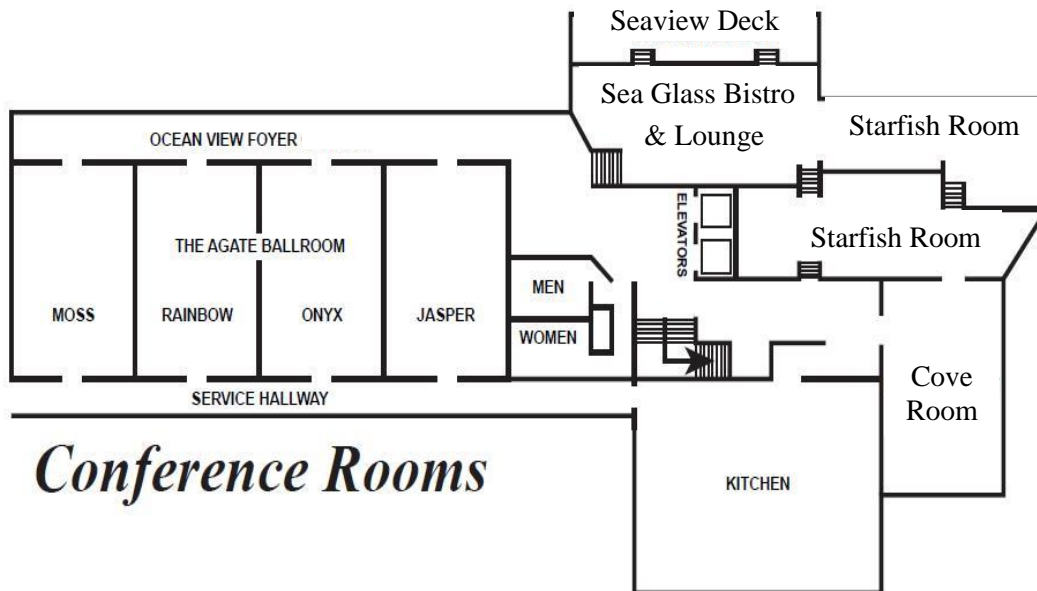 Seaview Deck
Sea Glass Bistro
& Lounge
Starfish Room
OCEAN VIEW FOYER
ELEVATORS
Starfish Room
THE AGATE BALLROOM
MEN
MOSS
RAINBOW
ONYX
JASPER
WOMEN
Cove
Room
SERVICE HALLWAY
Conference Rooms
KITCHEN